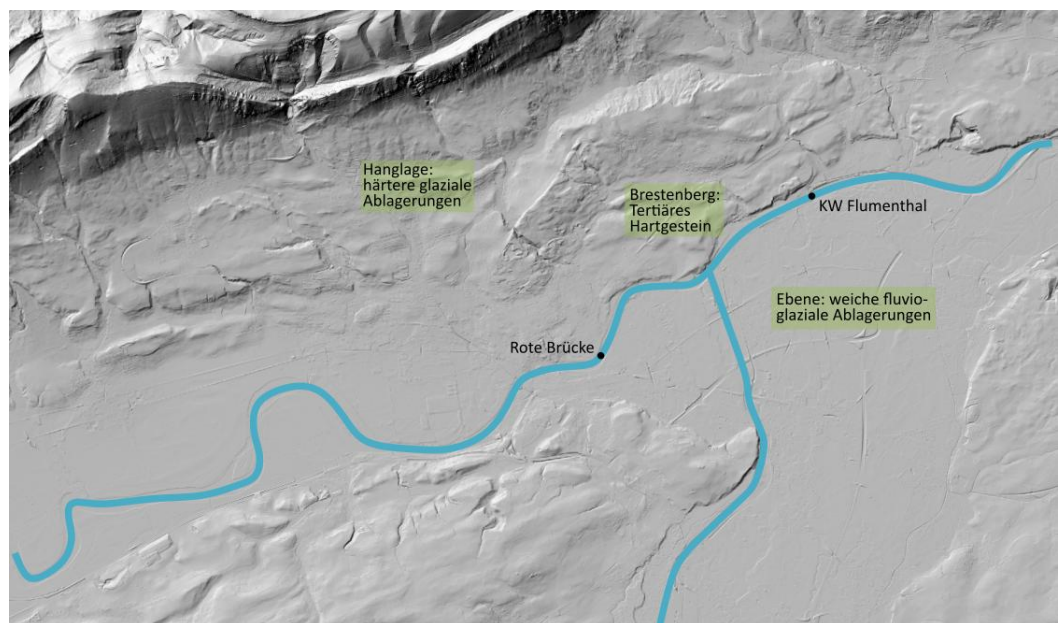 Hanglage:
härtere glaziale
Ablagerungen
Brestenberg:
Tertiäres
Hartgestein
KW Flumenthal
Ebene: weiche fluvio-
glaziale Ablagerungen
Rote Brücke